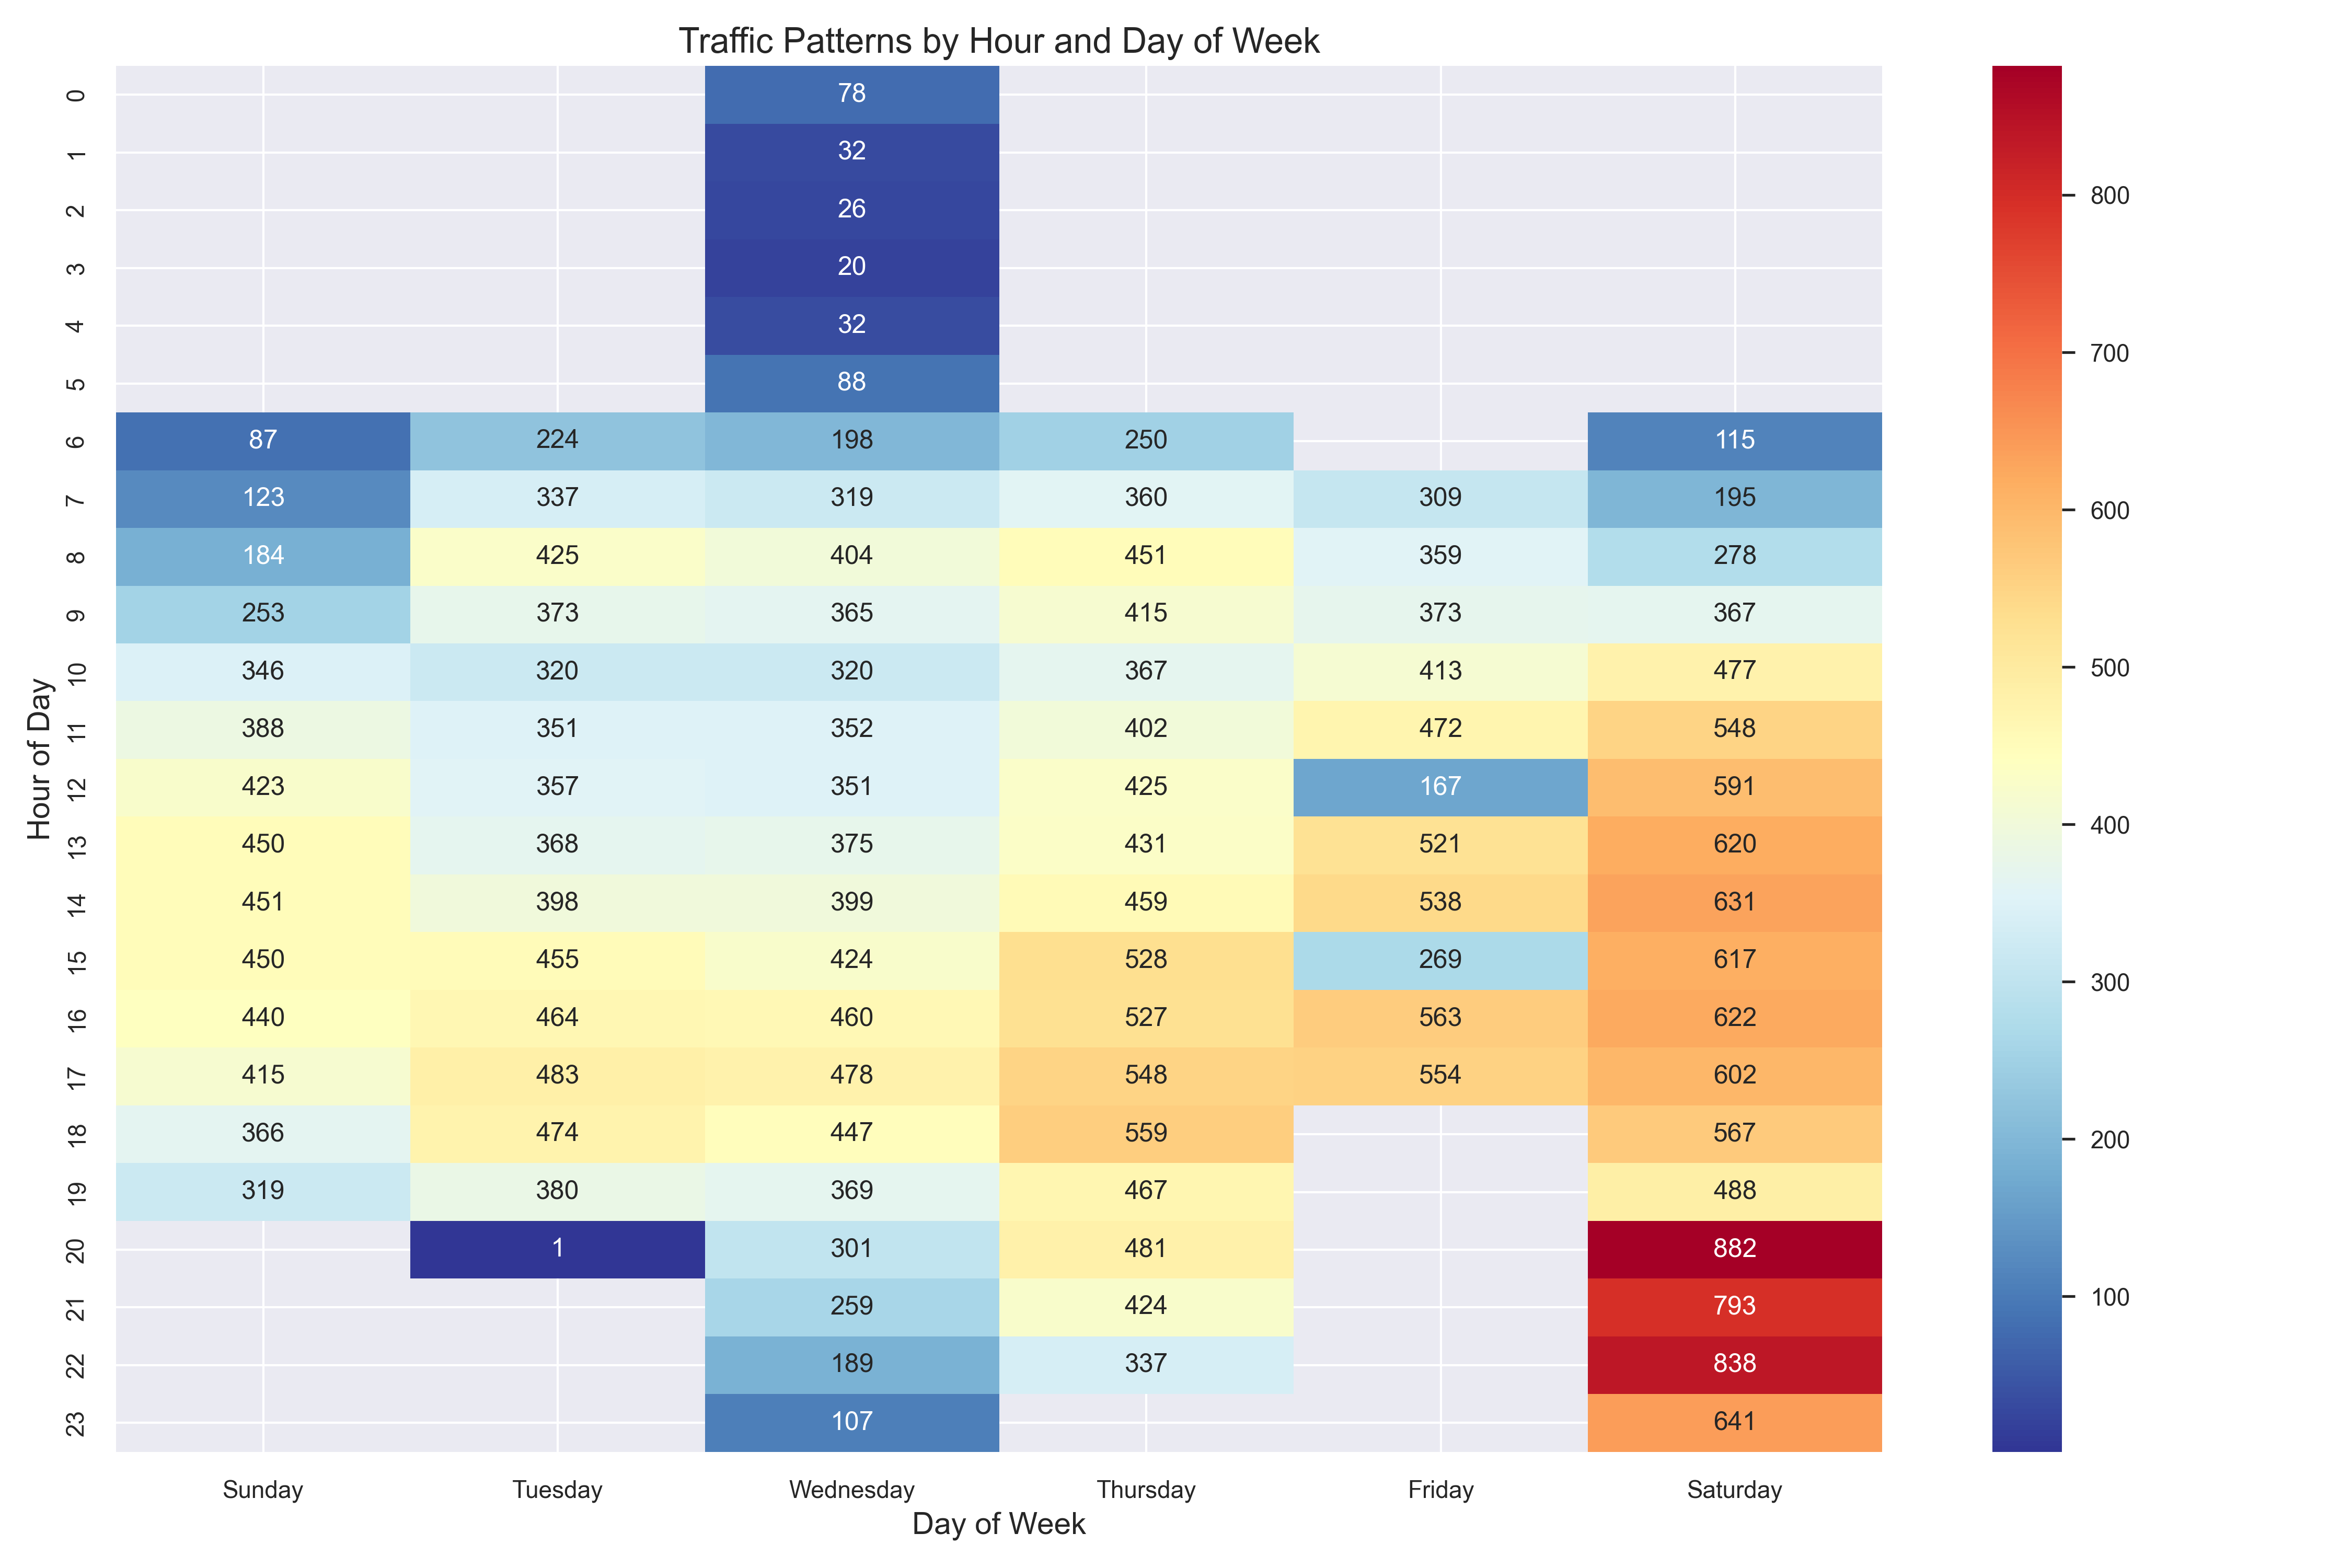 Traffic Patterns by Hour and Day of Week
Hour of Day
0 78
1 32
2 26
3 20
4 32
5 88
6 87 224 198 250 115
7 123 337 319 360 309 195
8 184 425 404 451 359 278
9 253 373 365 415 373 367
10 346 320 320 367 413 477
11 388 351 352 402 472 548
12 423 357 351 425 167 591
13 450 368 375 431 521 620
14 451 398 399 459 538 631
15 450 455 424 528 269 617
16 440 464 460 527 563 622
17 415 483 478 548 554 602
18 366 474 447 559 567
19 319 380 369 467 488
20 1 301 481 882
21 259 424 793
22 189 337 838
23 107 641
Sunday Tuesday Wednesday Thursday Friday Saturday
Day of Week
800
700
600
500
400
300
200
100